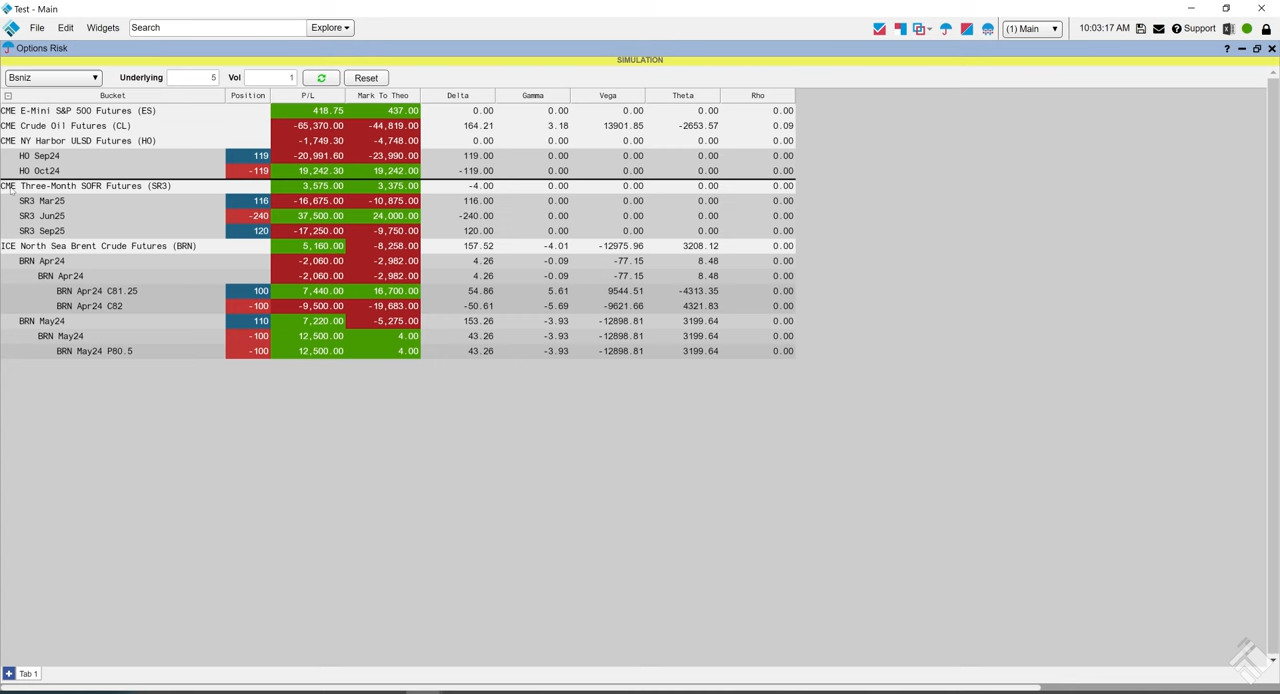 Test - Main
File Edit Widgets Search Explore (1) Main 10:03:17 AM Support
Options Risk ?
SIMULATION
Bsniz Underlying 5 Vol 1 Reset
Bucket Position P/L Mark To Theo Delta Gamma Vega Theta Rho
CME E-Mini S&P 500 Futures (ES) 418.75 437.00 0.00 0.00 0.00 0.00 0.00
CME Crude Oil Futures (CL) -65,370.00 -44,819.00 164.21 3.18 13901.85 -2653.57 0.09
CME NY Harbor ULSD Futures (HO) -1,749.30 -4,748.00 0.00 0.00 0.00 0.00 0.00
HO Sep24 119 -20,991.60 -23,990.00 119.00 0.00 0.00 0.00 0.00
HO Oct24 -119 19,242.30 19,242.00 -119.00 0.00 0.00 0.00 0.00
CME Three-Month SOFR Futures (SR3) 3,575.00 3,375.00 -4.00 0.00 0.00 0.00 0.00
SR3 Mar25 116 -16,675.00 -10,875.00 116.00 0.00 0.00 0.00 0.00
SR3 Jun25 -240 37,500.00 24,000.00 -240.00 0.00 0.00 0.00 0.00
SR3 Sep25 120 -17,250.00 -9,750.00 120.00 0.00 0.00 0.00 0.00
ICE North Sea Brent Crude Futures (BRN) 5,160.00 -8,258.00 157.52 -4.01 -12975.96 3208.12 0.00
BRN Apr24 -2,060.00 -2,982.00 4.26 -0.09 -77.15 8.48 0.00
BRN Apr24 -2,060.00 -2,982.00 4.26 -0.09 -77.15 8.48 0.00
BRN Apr24 C81.25 100 7,440.00 16,700.00 54.86 5.61 9544.51 -4313.35 0.00
BRN Apr24 C82 -100 -9,500.00 -19,683.00 -50.61 -5.69 -9621.66 4321.83 0.00
BRN May24 110 7,220.00 -5,275.00 153.26 -3.93 -12898.81 3199.64 0.00
BRN May24 -100 12,500.00 4.00 43.26 -3.93 -12898.81 3199.64 0.00
BRN May24 P80.5 -100 12,500.00 4.00 43.26 -3.93 -12898.81 3199.64 0.00
Tab 1